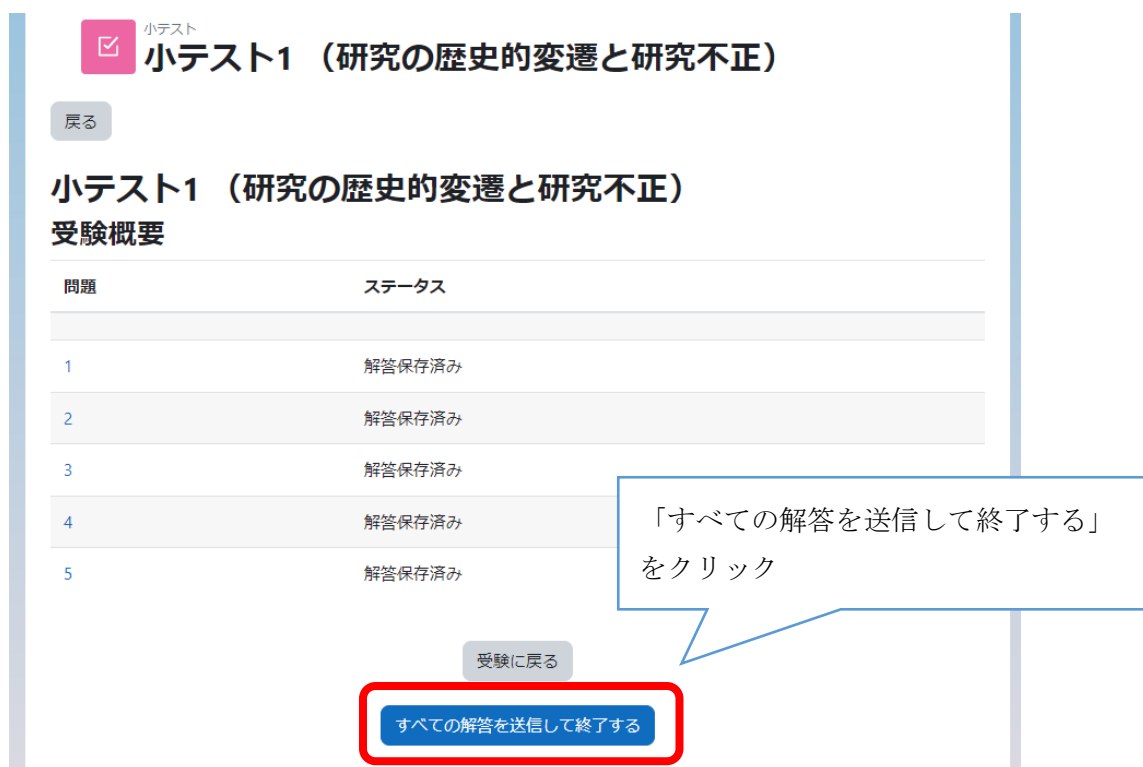 小テスト
小テスト1 （研究の歴史的変遷と研究不正）
戻る
小テスト1 （研究の歴史的変遷と研究不正）
受験概要
問題 ステータス
1 解答保存済み
2 解答保存済み
3 解答保存済み
4 解答保存済み
5 解答保存済み
「すべての解答を送信して終了する」
をクリック
受験に戻る
すべての解答を送信して終了する